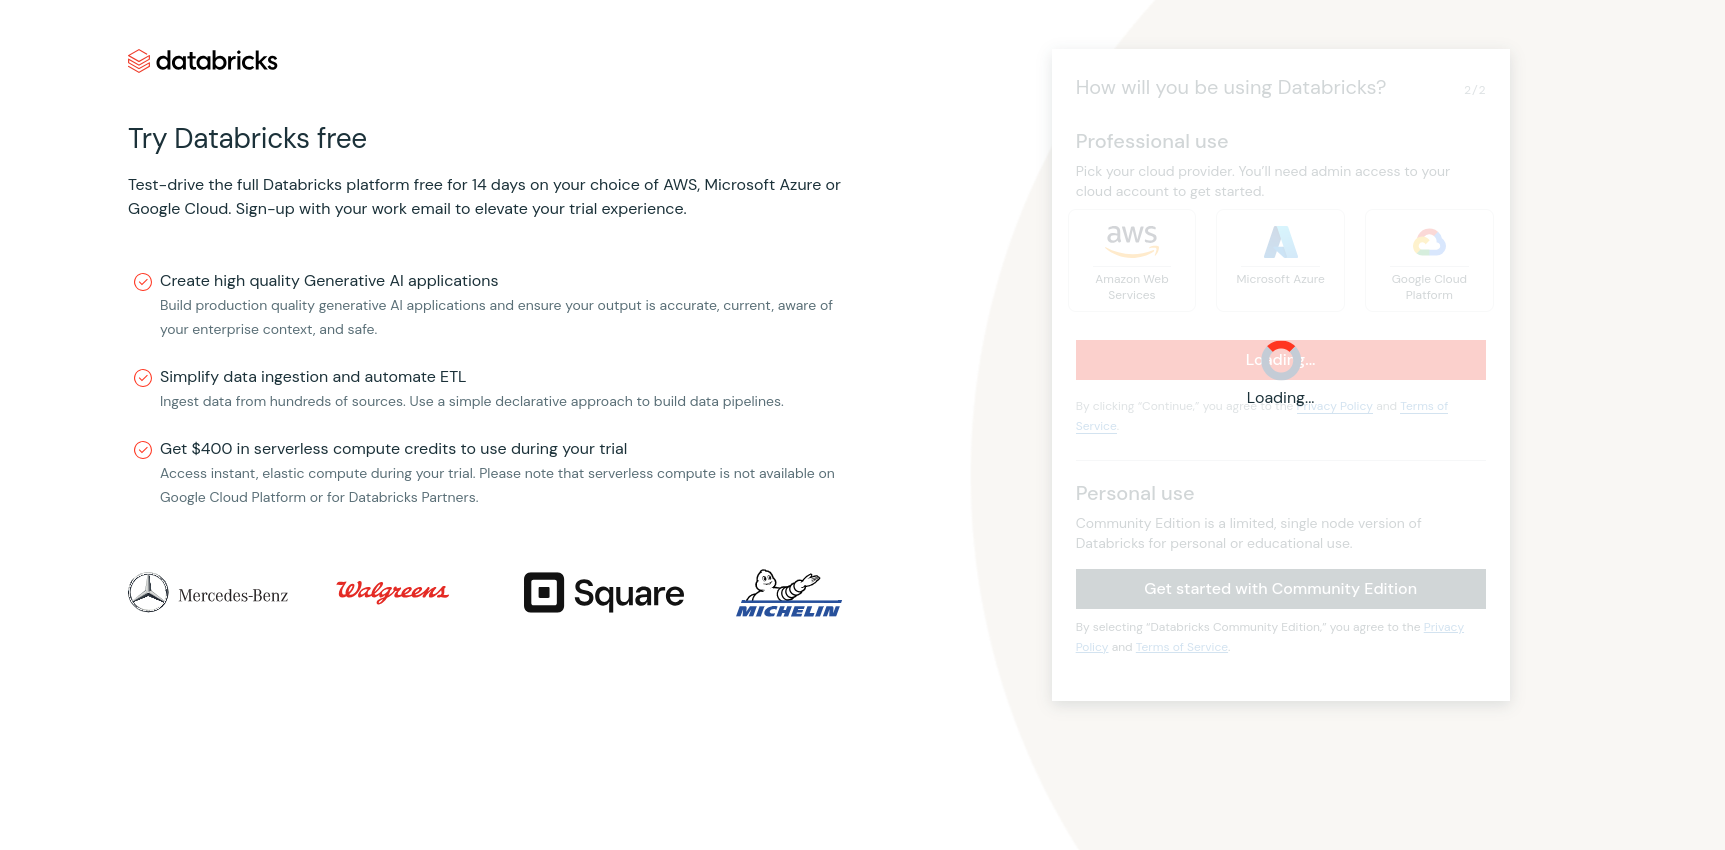 databricks
Try Databricks free
Test-drive the full Databricks platform free for 14 days on your choice of AWS, Microsoft Azure or
Google Cloud. Sign-up with your work email to elevate your trial experience.
Create high quality Generative AI applications
Build production quality generative AI applications and ensure your output is accurate, current, aware of
your enterprise context, and safe.
Simplify data ingestion and automate ETL
Ingest data from hundreds of sources. Use a simple declarative approach to build data pipelines.
Get $400 in serverless compute credits to use during your trial
Access instant, elastic compute during your trial. Please note that serverless compute is not available on
Google Cloud Platform or for Databricks Partners.
Mercedes-Benz
Walgreens
Square
MICHELIN
How will you be using Databricks?
2 / 2
Professional use
Pick your cloud provider. You'll need admin access to your
cloud account to get started.
aws
Amazon Web
Services
Microsoft Azure
Google Cloud
Platform
Loading...
Loading...
By clicking "Continue," you agree to the Privacy Policy and Terms of
Service.
Personal use
Community Edition is a limited, single node version of
Databricks for personal or educational use.
Get started with Community Edition
By selecting "Databricks Community Edition," you agree to the Privacy
Policy and Terms of Service.